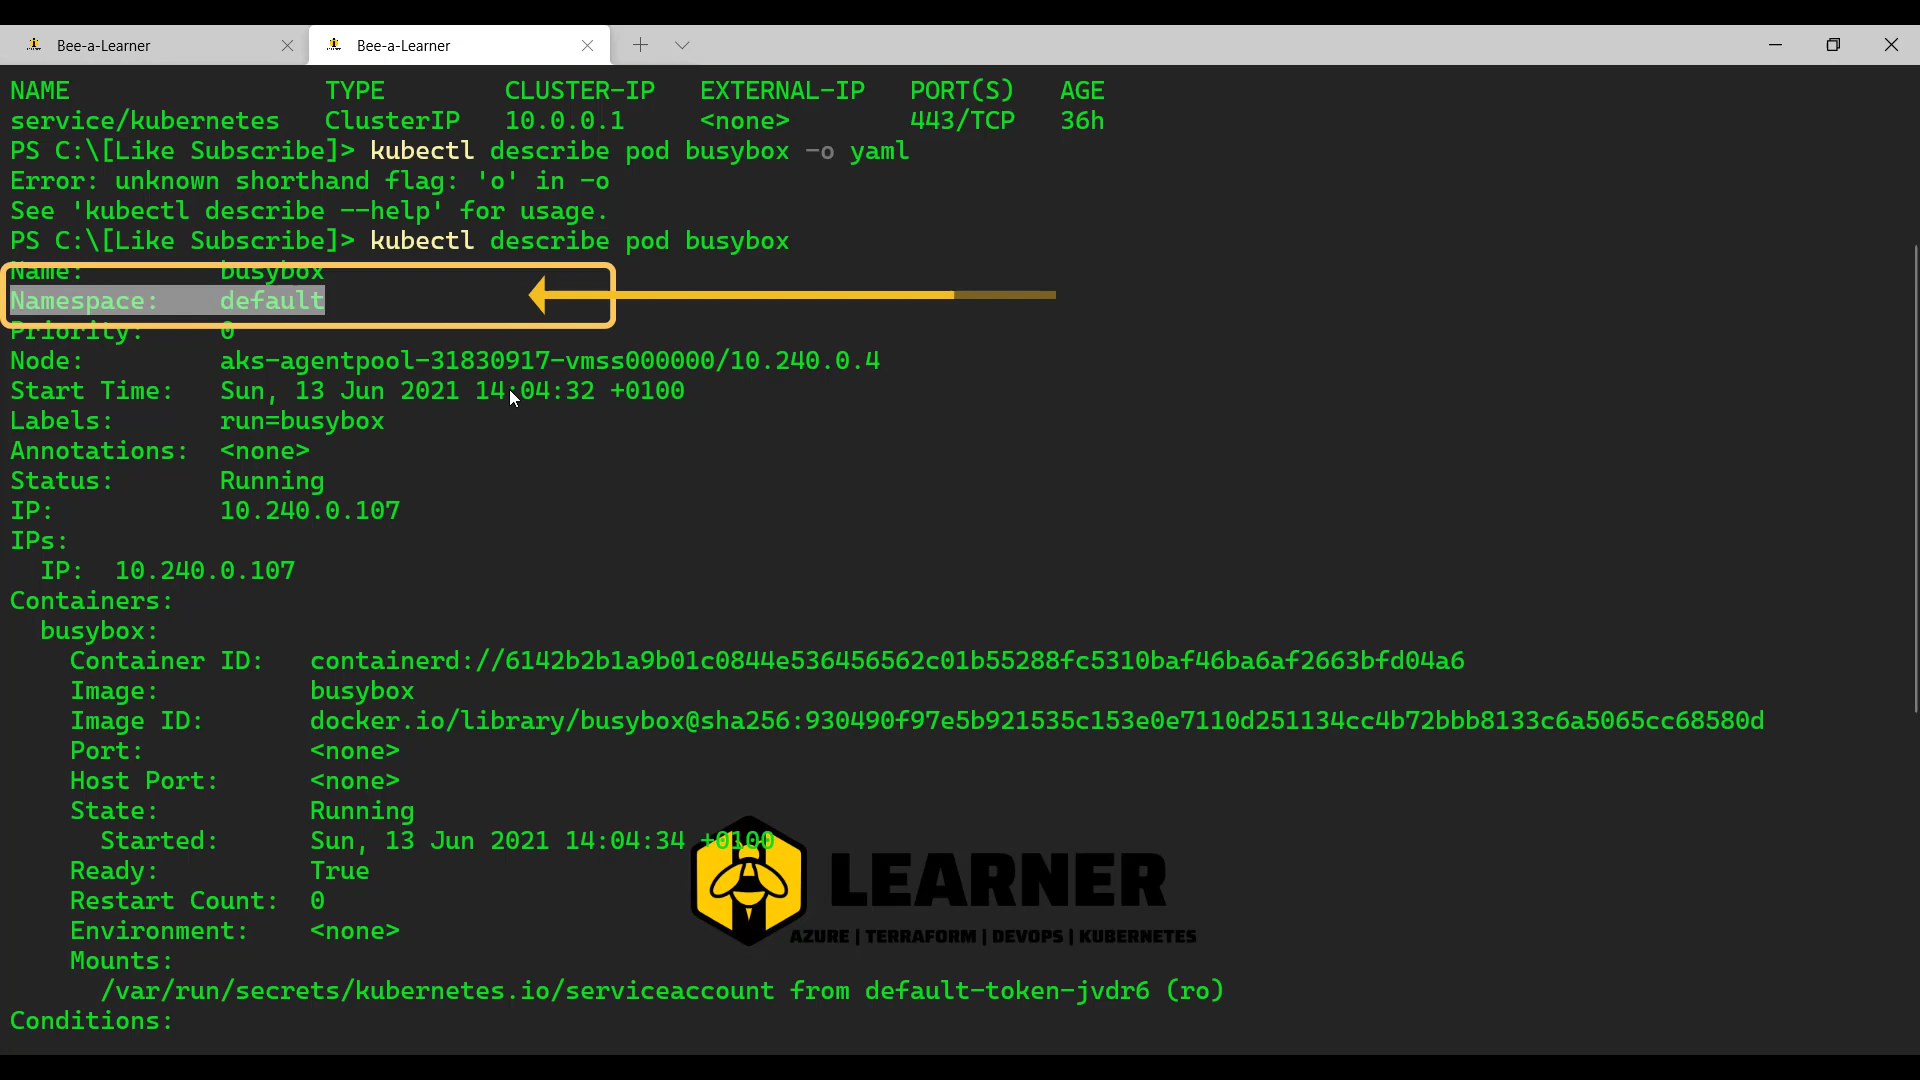 Bee-a-Learner
Bee-a-Learner
NAME TYPE CLUSTER-IP EXTERNAL-IP PORT(S) AGE
service/kubernetes ClusterIP 10.0.0.1 <none> 443/TCP 36h
PS C:\[Like Subscribe]> kubectl describe pod busybox -o yaml
Error: unknown shorthand flag: 'o' in -o
See 'kubectl describe --help' for usage.
PS C:\[Like Subscribe]> kubectl describe pod busybox
Name: busybox
Namespace: default
Priority: 0
Node: aks-agentpool-31830917-vmss000000/10.240.0.4
Start Time: Sun, 13 Jun 2021 14:04:32 +0100
Labels: run=busybox
Annotations: <none>
Status: Running
IP: 10.240.0.107
IPs:
IP: 10.240.0.107
Containers:
busybox:
Container ID: containerd://6142b2b1a9b01c0844e536456562c01b55288fc5310baf46ba6af2663bfd04a6
Image: busybox
Image ID: docker.io/library/busybox@sha256:930490f97e5b921535c153e0e7110d251134cc4b72bbb8133c6a5065cc68580d
Port: <none>
Host Port: <none>
State: Running
Started: Sun, 13 Jun 2021 14:04:34 +0100
Ready: True
Restart Count: 0
Environment: <none>
Mounts:
/var/run/secrets/kubernetes.io/serviceaccount from default-token-jvdr6 (ro)
Conditions:
LEARNER
AZURE | TERRAFORM | DEVOPS | KUBERNETES